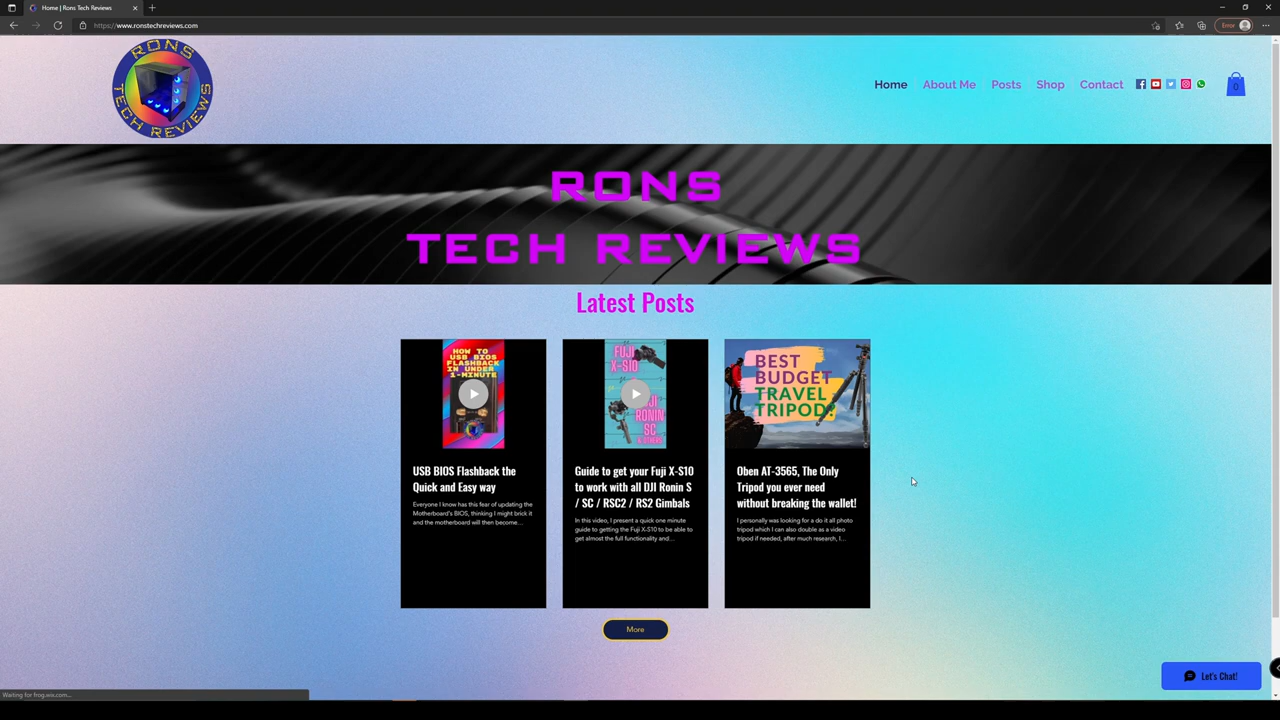 Home | Rons Tech Reviews
https://www.ronstechreviews.com
Error
RONS
TECH REVIEWS
Home
About Me
Posts
Shop
Contact
0
RONS
TECH REVIEWS
Latest Posts
HOW TO
USB BIOS
FLASHBACK
IN UNDER
1-MINUTE
FUJI
X-S10
DJI
RONIN
SC
& OTHERS
BEST
BUDGET
TRAVEL
TRIPOD?
USB BIOS Flashback the
Quick and Easy way
Everyone I know has this fear of updating the
Motherboard's BIOS, thinking I might brick it
and the motherboard will then become...
Guide to get your Fuji X-S10
to work with all DJI Ronin S
/ SC / RSC2 / RS2 Gimbals
In this video, I present a quick one minute
guide to getting the Fuji X-S10 to be able to
get almost the full functionality and...
Oben AT-3565, The Only
Tripod you ever need
without breaking the wallet!
I personally was looking for a do it all photo
tripod which I can also double as a video
tripod if needed, after much research, I...
More
Let's Chat!
Waiting for frog.wix.com...